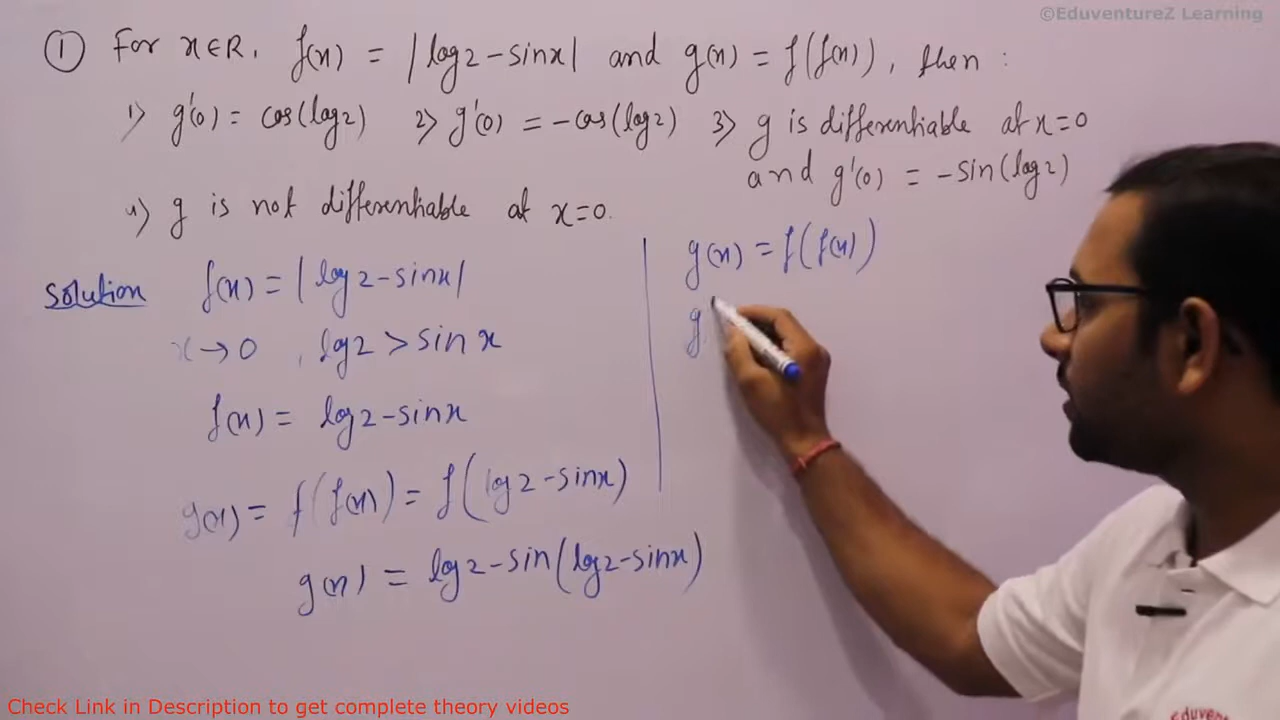 ©EduventureZ Learning
① For x∈R, f(x) = |log2-sinx| and g(x) = f(f(x)), then :
1) g'(0) = cos(log2) 2) g'(0) = -cos(log2) 3) g is differentiable at x=0
and g'(0) = -sin(log2)
4) g is not differentiable at x=0.
Solution f(x) = |log2-sinx|
x→0 , log2 > sinx
f(x) = log2-sinx
g(x) = f(f(x)) = f(log2-sinx)
g(x) = log2-sin(log2-sinx)
g(x) = f(f(x))
g
Check Link in Description to get complete theory videos